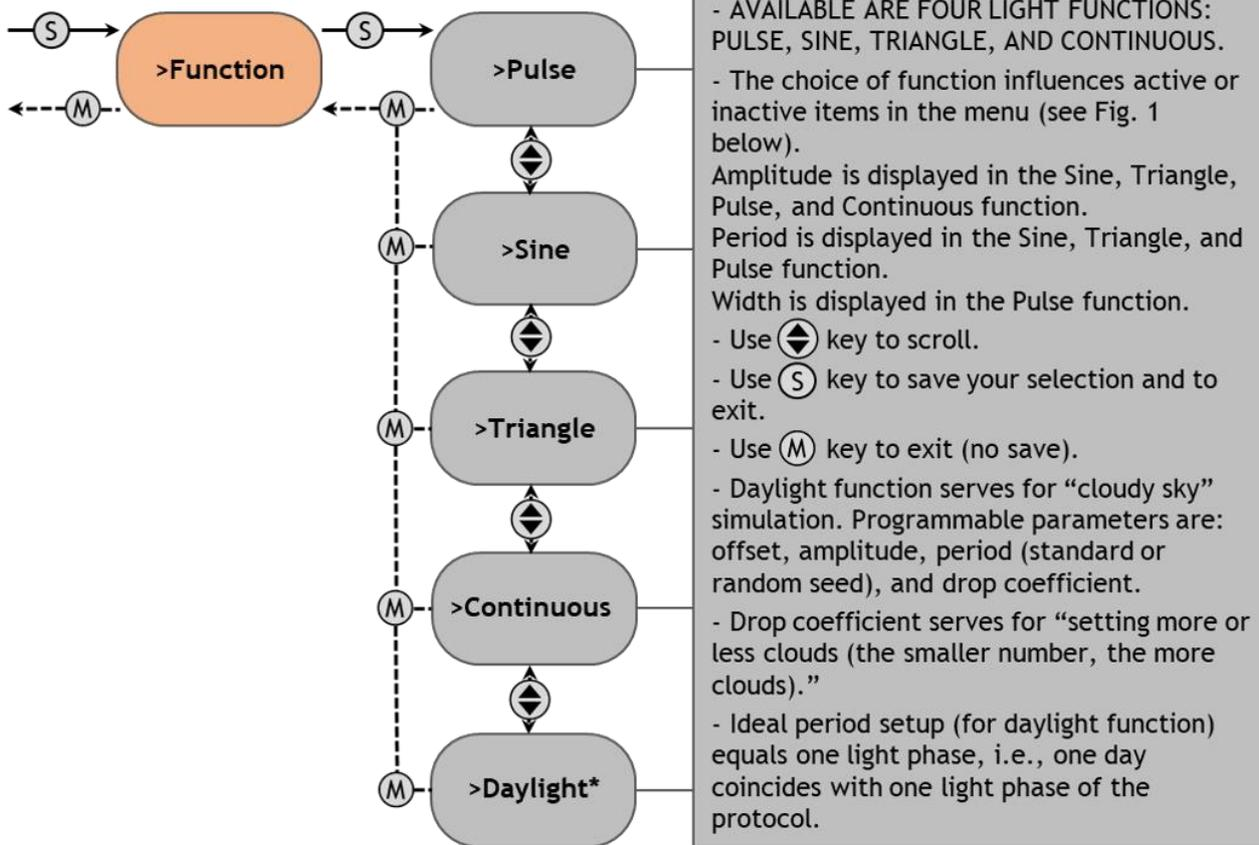 S
S
>Function
>Pulse
M
M
>Sine
M
>Triangle
M
>Continuous
M
>Daylight*
M
- AVAILABLE ARE FOUR LIGHT FUNCTIONS:
PULSE, SINE, TRIANGLE, AND CONTINUOUS.
- The choice of function influences active or
inactive items in the menu (see Fig. 1
below).
Amplitude is displayed in the Sine, Triangle,
Pulse, and Continuous function.
Period is displayed in the Sine, Triangle, and
Pulse function.
Width is displayed in the Pulse function.
- Use key to scroll.
- Use S key to save your selection and to
exit.
- Use M key to exit (no save).
- Daylight function serves for “cloudy sky”
simulation. Programmable parameters are:
offset, amplitude, period (standard or
random seed), and drop coefficient.
- Drop coefficient serves for “setting more or
less clouds (the smaller number, the more
clouds).”
- Ideal period setup (for daylight function)
equals one light phase, i.e., one day
coincides with one light phase of the
protocol.